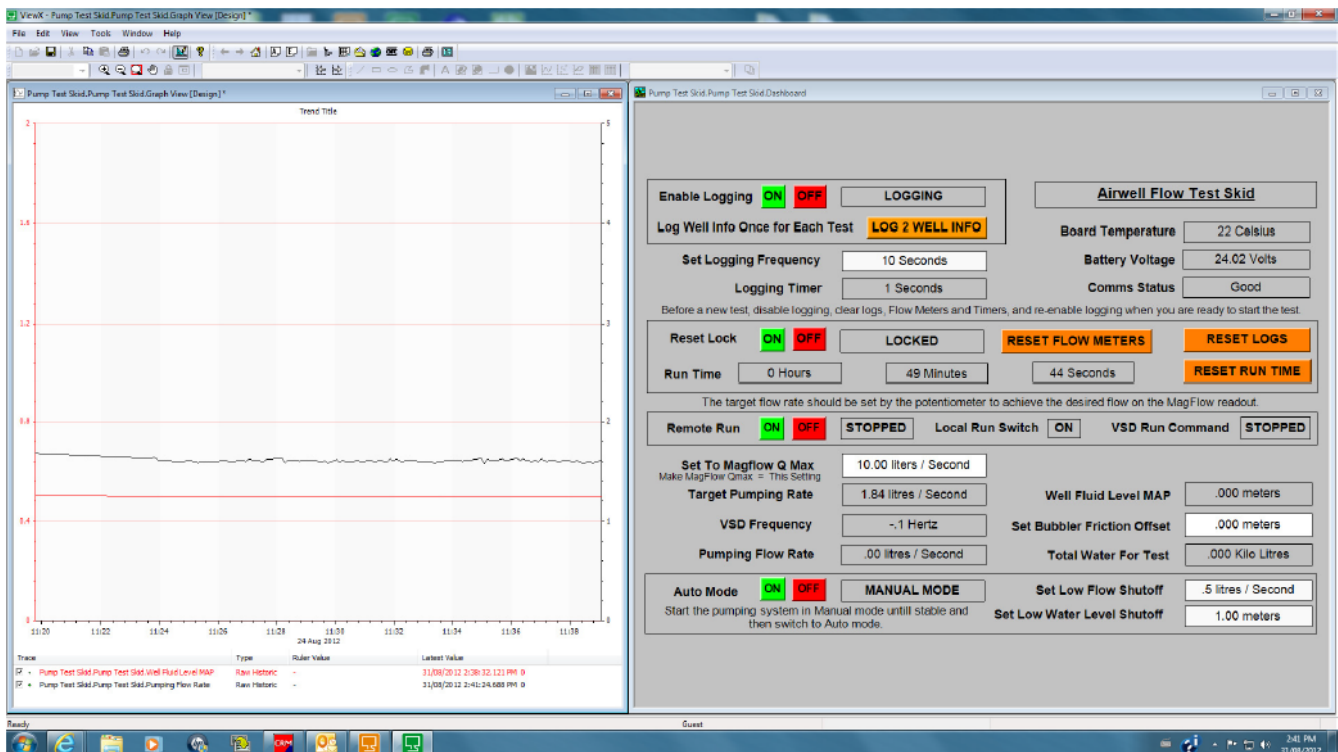 ViewX - Pump Test Skid.Pump Test Skid.Graph View [Design] *
File Edit View Tools Window Help
Pump Test Skid.Pump Test Skid.Graph View [Design] *
Trend Title
2
1.6
1.2
0.8
0.4
0
5
4
3
2
1
0
11:20 11:22 11:24 11:26 11:28 11:30 11:32 11:34 11:36 11:38
24 Aug 2012
Trace Type Ruler Value Latest Value
Pump Test Skid.Pump Test Skid.Well Fluid Level MAP Raw Historic - 31/08/2012 2:38:32.121 PM 0
Pump Test Skid.Pump Test Skid.Pumping Flow Rate Raw Historic - 31/08/2012 2:41:24.688 PM 0
Pump Test Skid.Pump Test Skid.Dashboard
Airwell Flow Test Skid
Enable Logging ON OFF LOGGING
Log Well Info Once for Each Test LOG 2 WELL INFO
Board Temperature 22 Celsius
Set Logging Frequency 10 Seconds
Battery Voltage 24.02 Volts
Logging Timer 1 Seconds
Comms Status Good
Before a new test, disable logging, clear logs, Flow Meters and Timers, and re-enable logging when you are ready to start the test.
Reset Lock ON OFF LOCKED RESET FLOW METERS RESET LOGS
Run Time 0 Hours 49 Minutes 44 Seconds RESET RUN TIME
The target flow rate should be set by the potentiometer to achieve the desired flow on the MagFlow readout.
Remote Run ON OFF STOPPED Local Run Switch ON VSD Run Command STOPPED
Set To Magflow Q Max 10.00 liters / Second
Make MagFlow Qmax = This Setting
Target Pumping Rate 1.84 litres / Second
Well Fluid Level MAP .000 meters
VSD Frequency -.1 Hertz
Set Bubbler Friction Offset .000 meters
Pumping Flow Rate .00 litres / Second
Total Water For Test .000 Kilo Litres
Auto Mode ON OFF MANUAL MODE
Set Low Flow Shutoff .5 litres / Second
Start the pumping system in Manual mode untill stable and
then switch to Auto mode.
Set Low Water Level Shutoff 1.00 meters
Ready
Guest
CRM
2:41 PM
31/08/2012